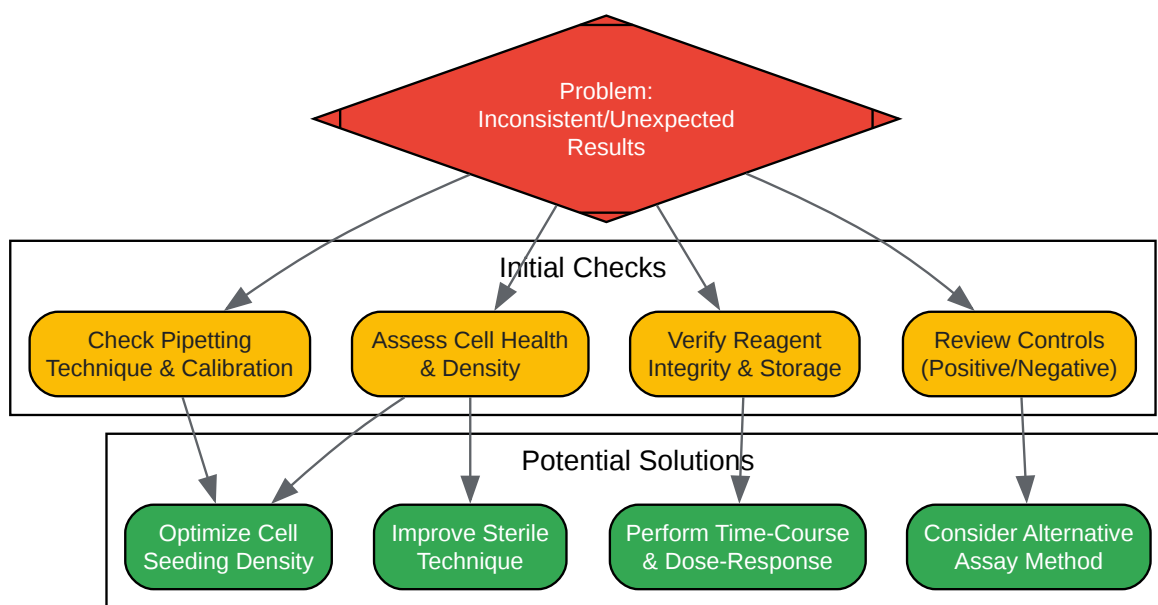 Problem:
Inconsistent/Unexpected
Results
Initial Checks
Check Pipetting
Technique & Calibration
Assess Cell Health
& Density
Verify Reagent
Integrity & Storage
Review Controls
(Positive/Negative)
Potential Solutions
Optimize Cell
Seeding Density
Improve Sterile
Technique
Perform Time-Course
& Dose-Response
Consider Alternative
Assay Method